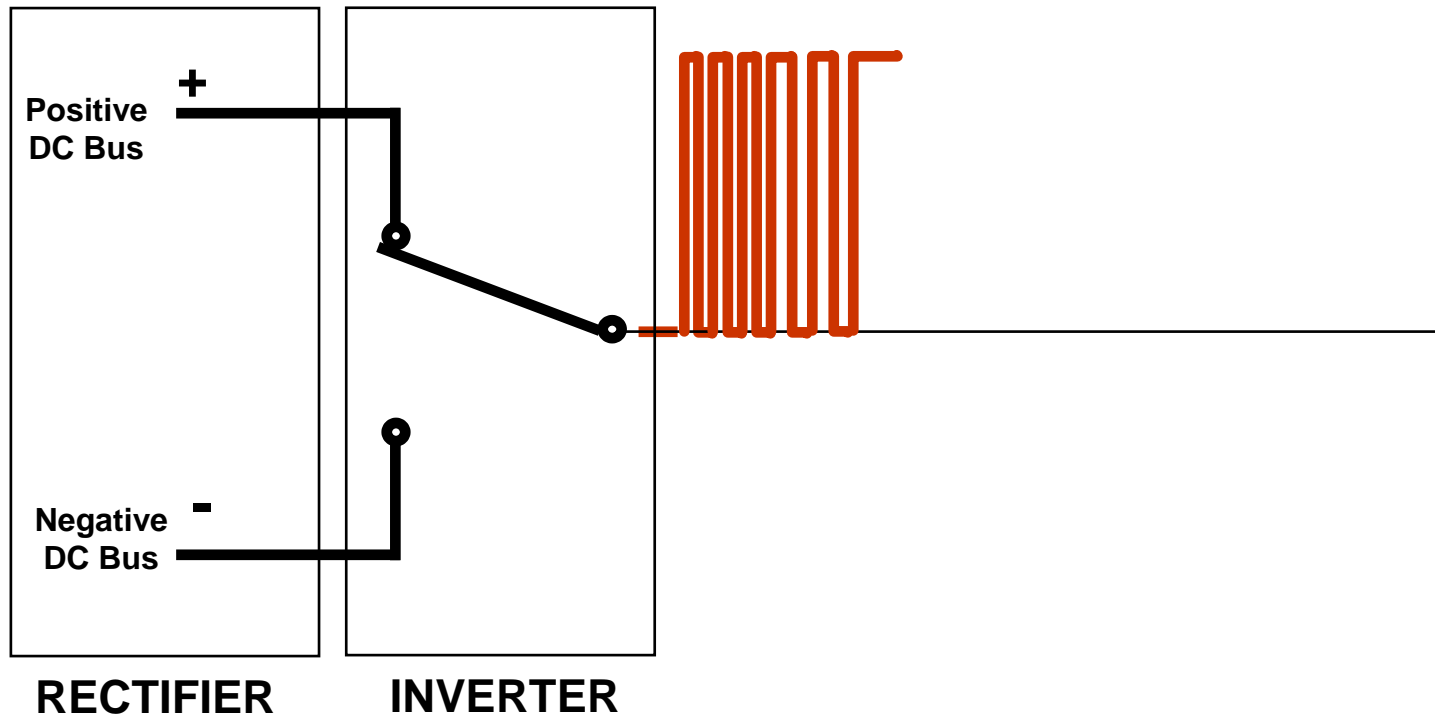 +
Positive
DC Bus
-
Negative
DC Bus
RECTIFIER
INVERTER